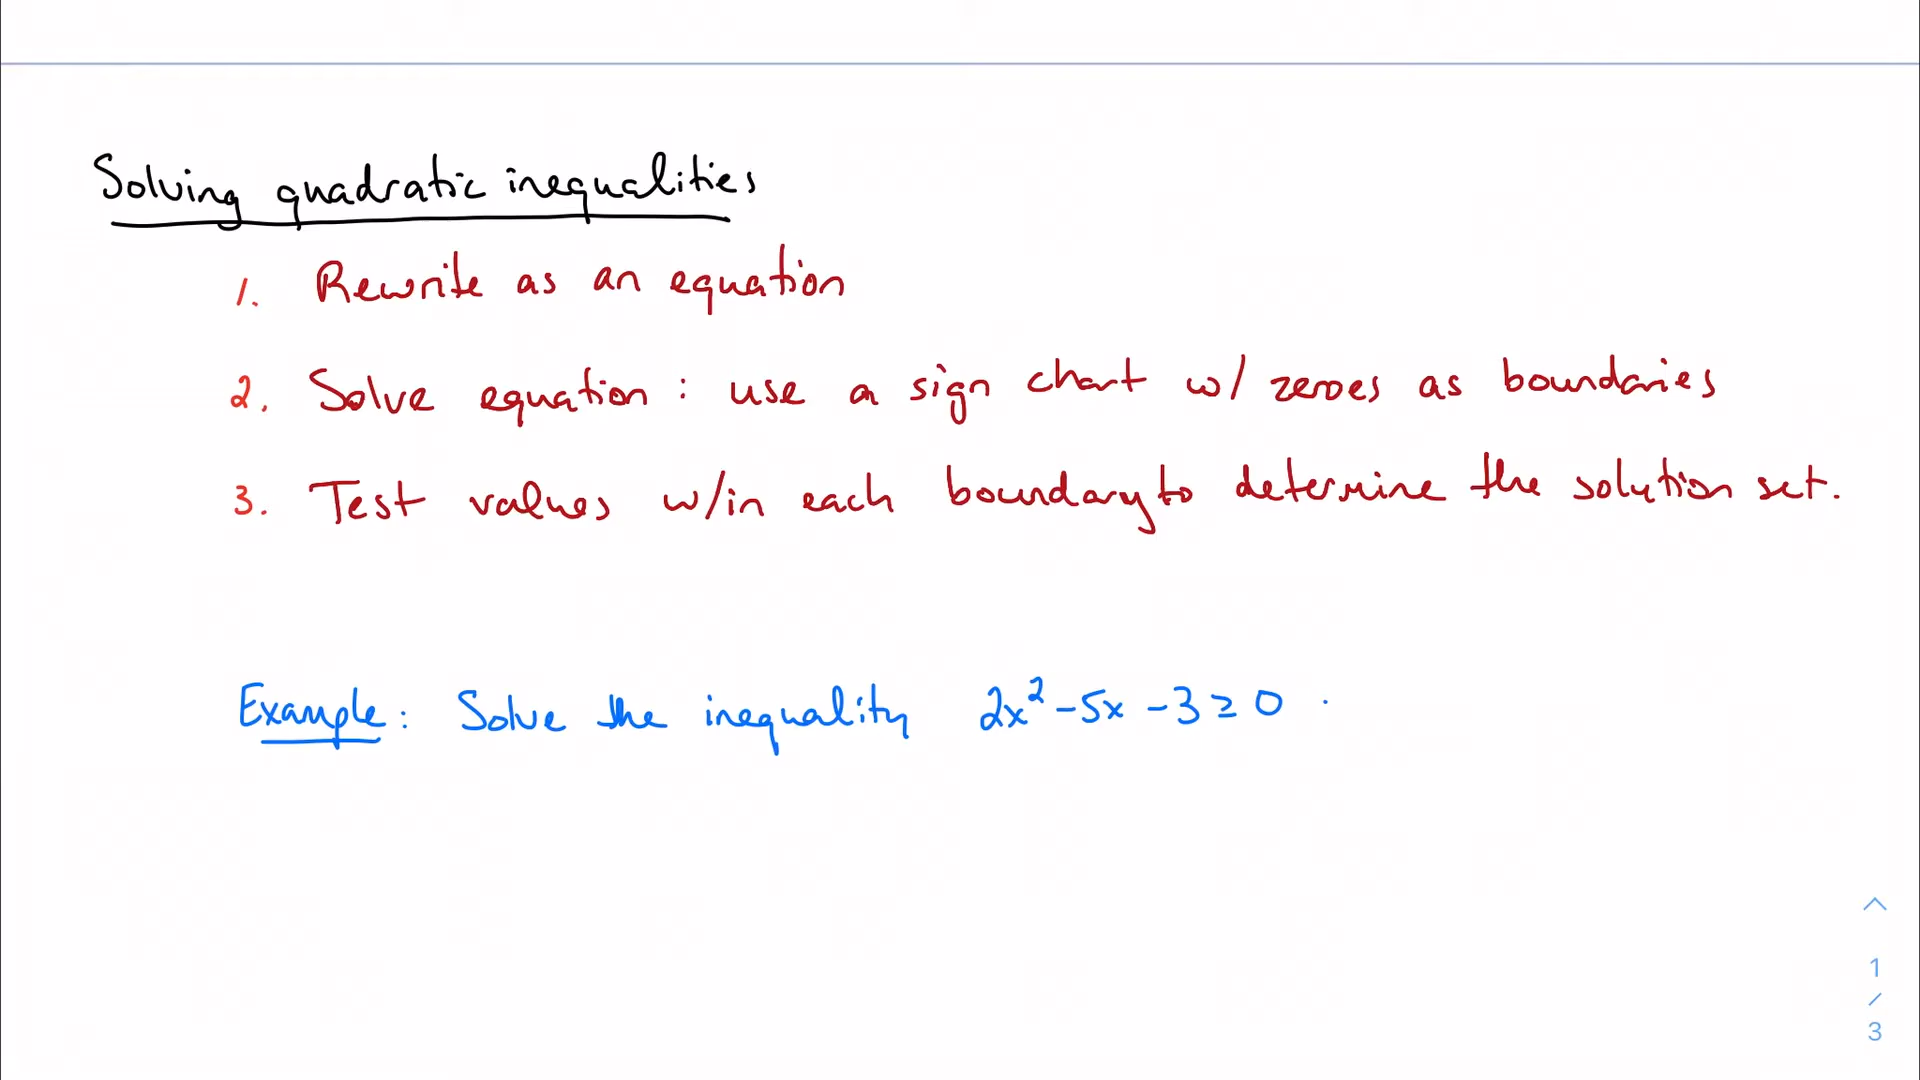 Solving quadratic inequalities
1. Rewrite as an equation
2. Solve equation : use a sign chart w/ zeroes as boundaries
3. Test values w/in each boundary to determine the solution set.
Example: Solve the inequality 2x² -5x -3 ≥ 0 .
1
/
3